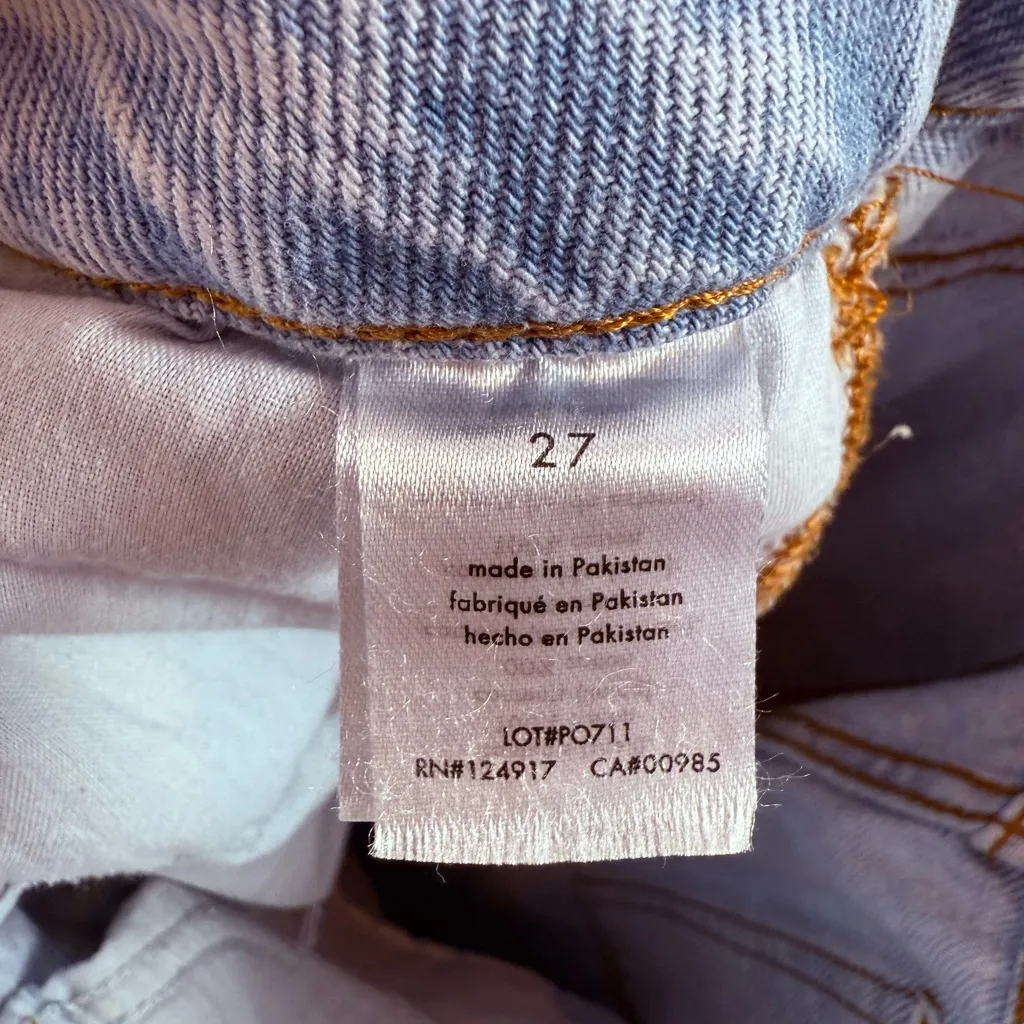 27
made in Pakistan
fabriqué en Pakistan
hecho en Pakistan
LOT#PO711
RN#124917 CA#00985